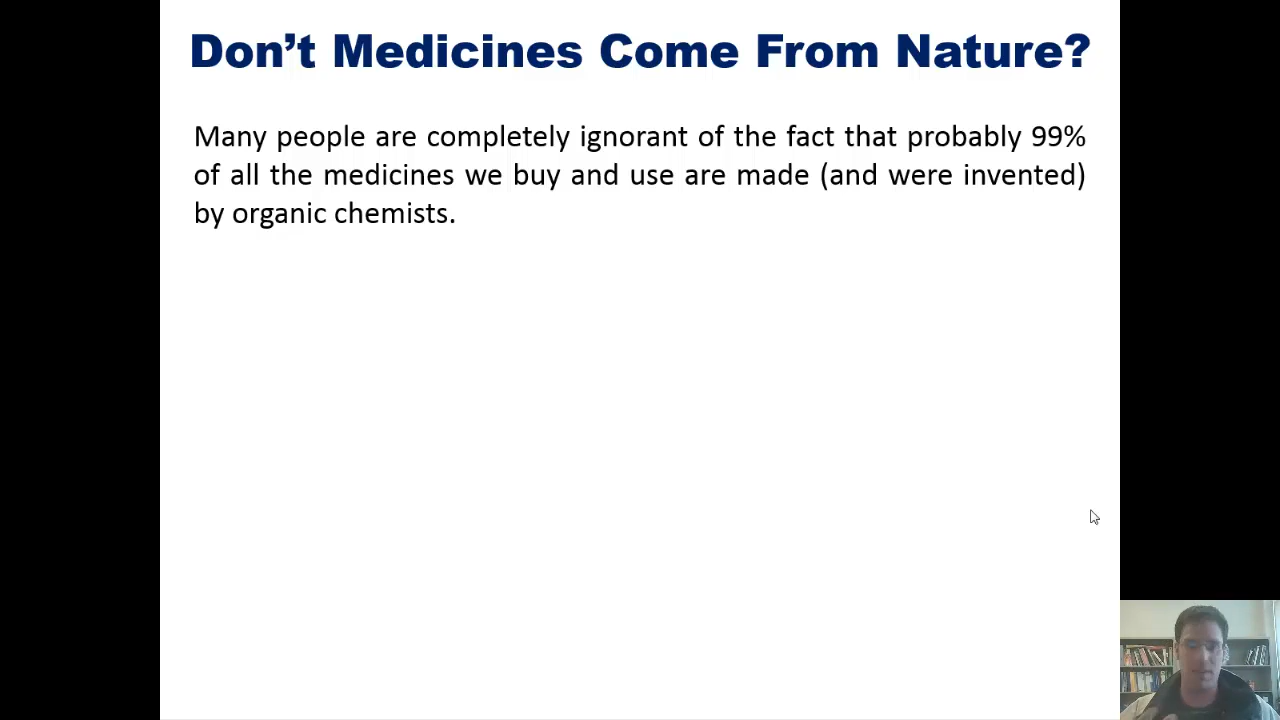 Don’t Medicines Come From Nature?
Many people are completely ignorant of the fact that probably 99%
of all the medicines we buy and use are made (and were invented)
by organic chemists.